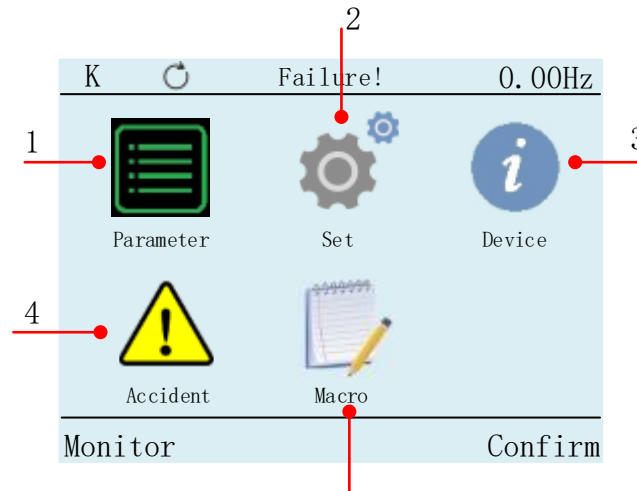 2
K Failure! 0.00Hz
1
3
Parameter Set Device
4
Accident Macro
Monitor Confirm